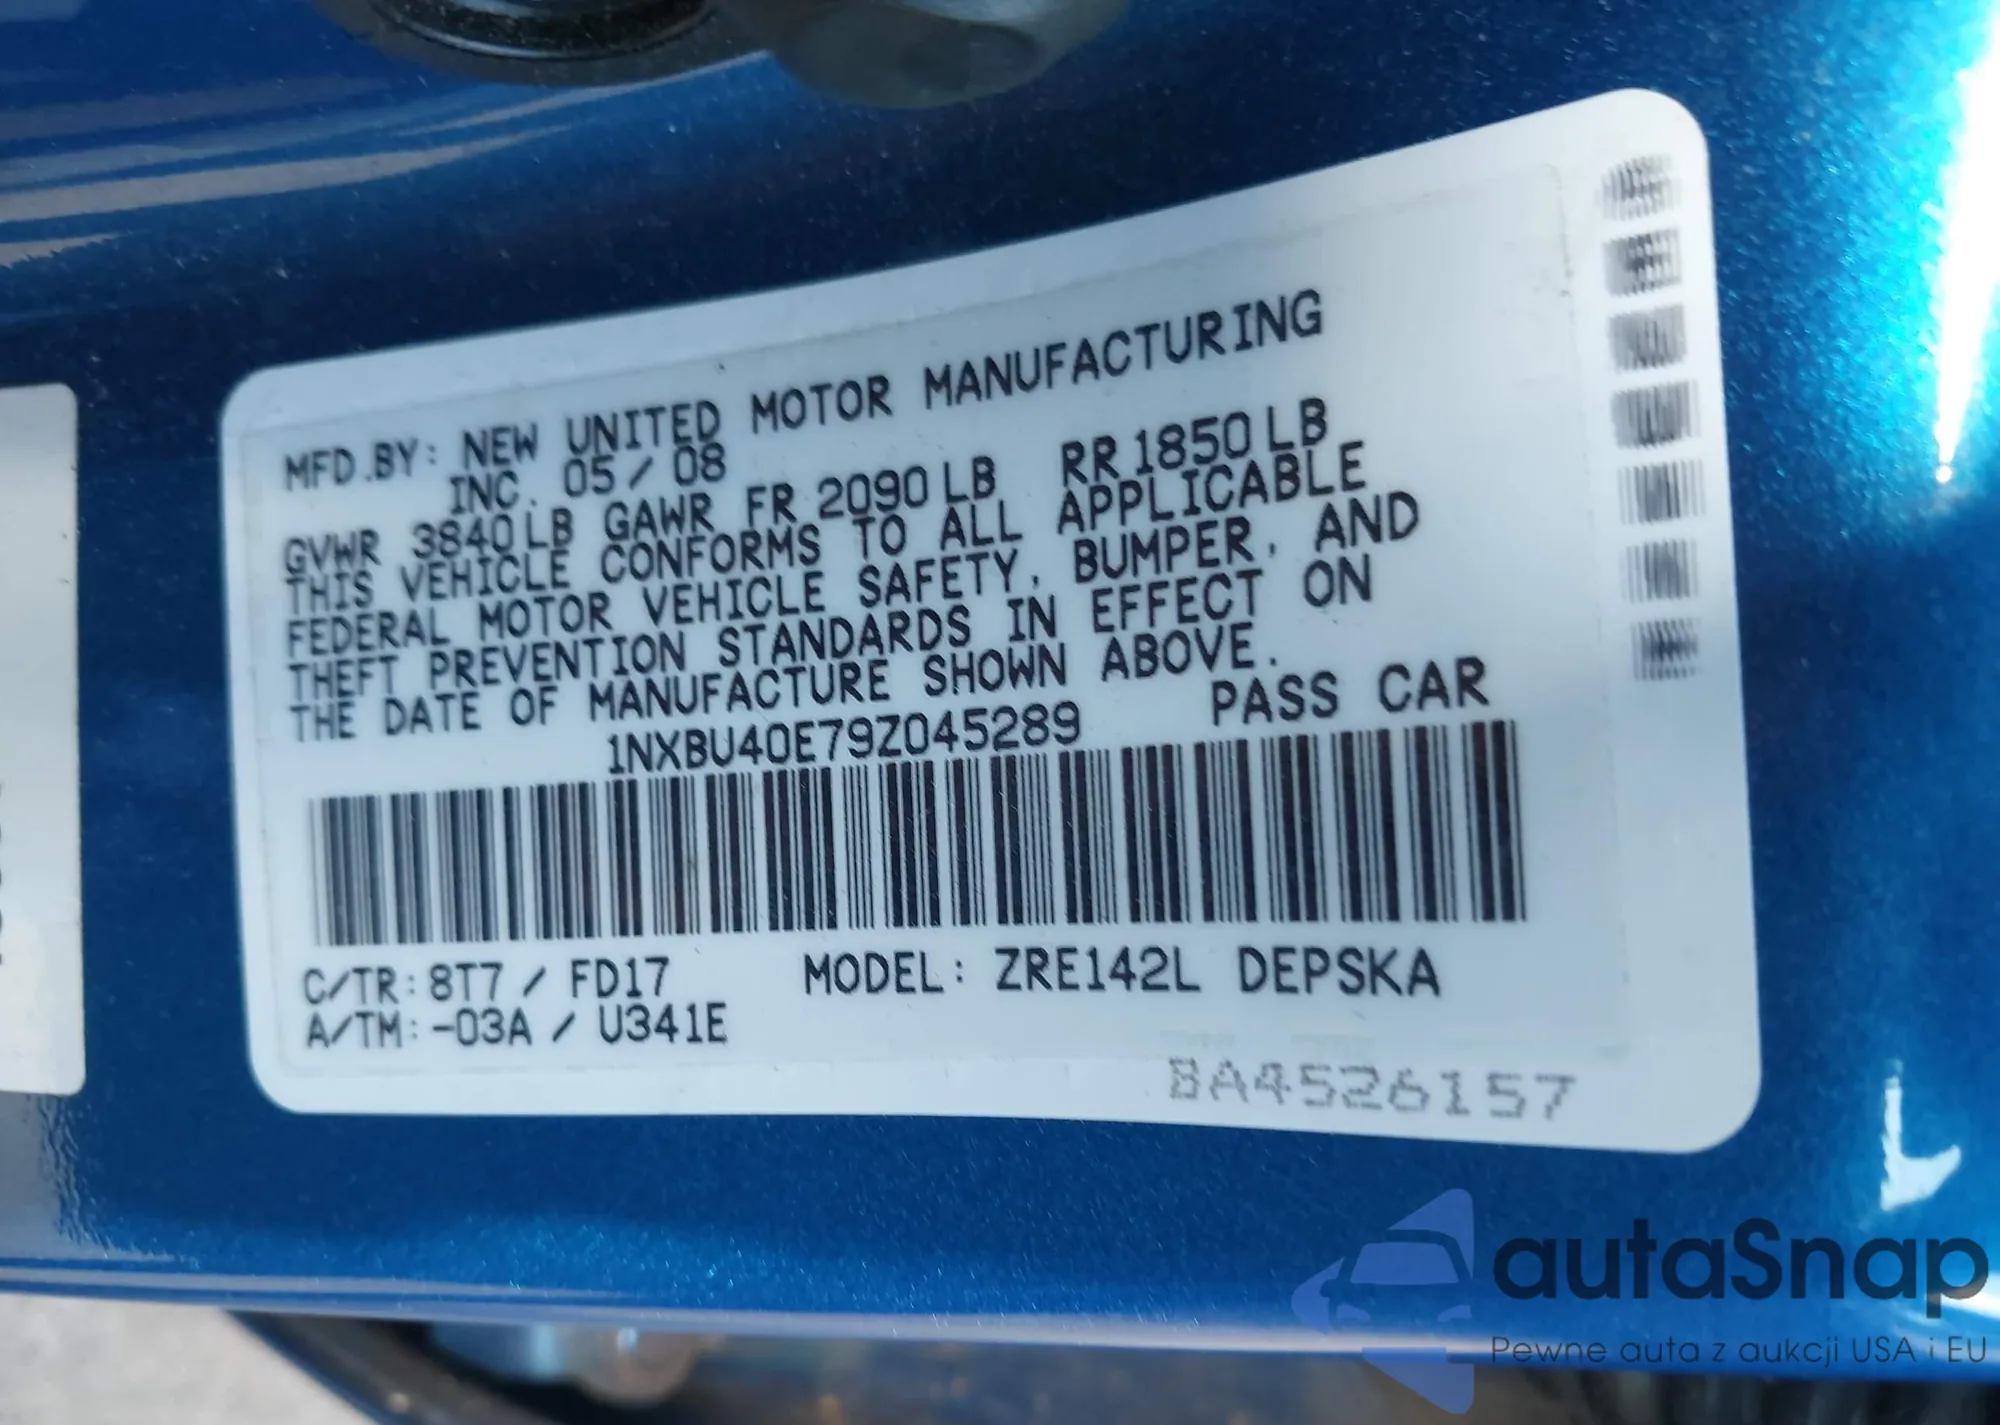 MFD.BY: NEW UNITED MOTOR MANUFACTURING
INC. 05/08
GVWR 3840LB GAWR FR 2090LB RR 1850LB
THIS VEHICLE CONFORMS TO ALL APPLICABLE
FEDERAL MOTOR VEHICLE SAFETY, BUMPER, AND
THEFT PREVENTION STANDARDS IN EFFECT ON
THE DATE OF MANUFACTURE SHOWN ABOVE.
1NXBU40E79Z045289 PASS CAR
C/TR: 8T7 / FD17 MODEL: ZRE142L DEPSKA
A/TM: -03A / U341E
BA4526157
autaSnap
Pewne auta z aukcji USA i EU